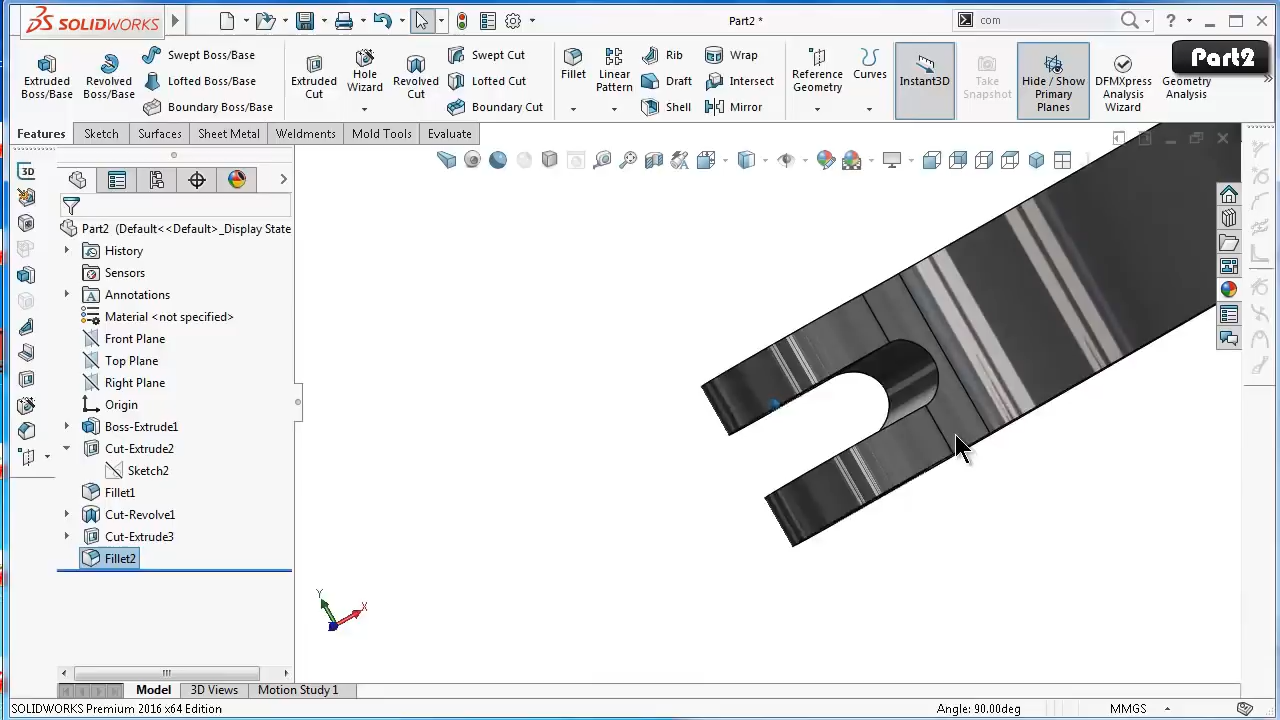 SOLIDWORKS
Part2 *
com
?
Extruded Boss/Base
Revolved Boss/Base
Swept Boss/Base
Lofted Boss/Base
Boundary Boss/Base
Extruded Cut
Hole Wizard
Revolved Cut
Swept Cut
Lofted Cut
Boundary Cut
Fillet
Linear Pattern
Rib
Draft
Shell
Wrap
Intersect
Mirror
Reference Geometry
Curves
Instant3D
Take Snapshot
Hide / Show Primary Planes
DFMXpress Analysis Wizard
Geometry Analysis
Part2
Features
Sketch
Surfaces
Sheet Metal
Weldments
Mold Tools
Evaluate
3D
Part2 (Default<<Default>_Display State
History
Sensors
Annotations
Material <not specified>
Front Plane
Top Plane
Right Plane
Origin
Boss-Extrude1
Cut-Extrude2
Sketch2
Fillet1
Cut-Revolve1
Cut-Extrude3
Fillet2
Y
X
Model
3D Views
Motion Study 1
SOLIDWORKS Premium 2016 x64 Edition
Angle: 90.00deg
MMGS